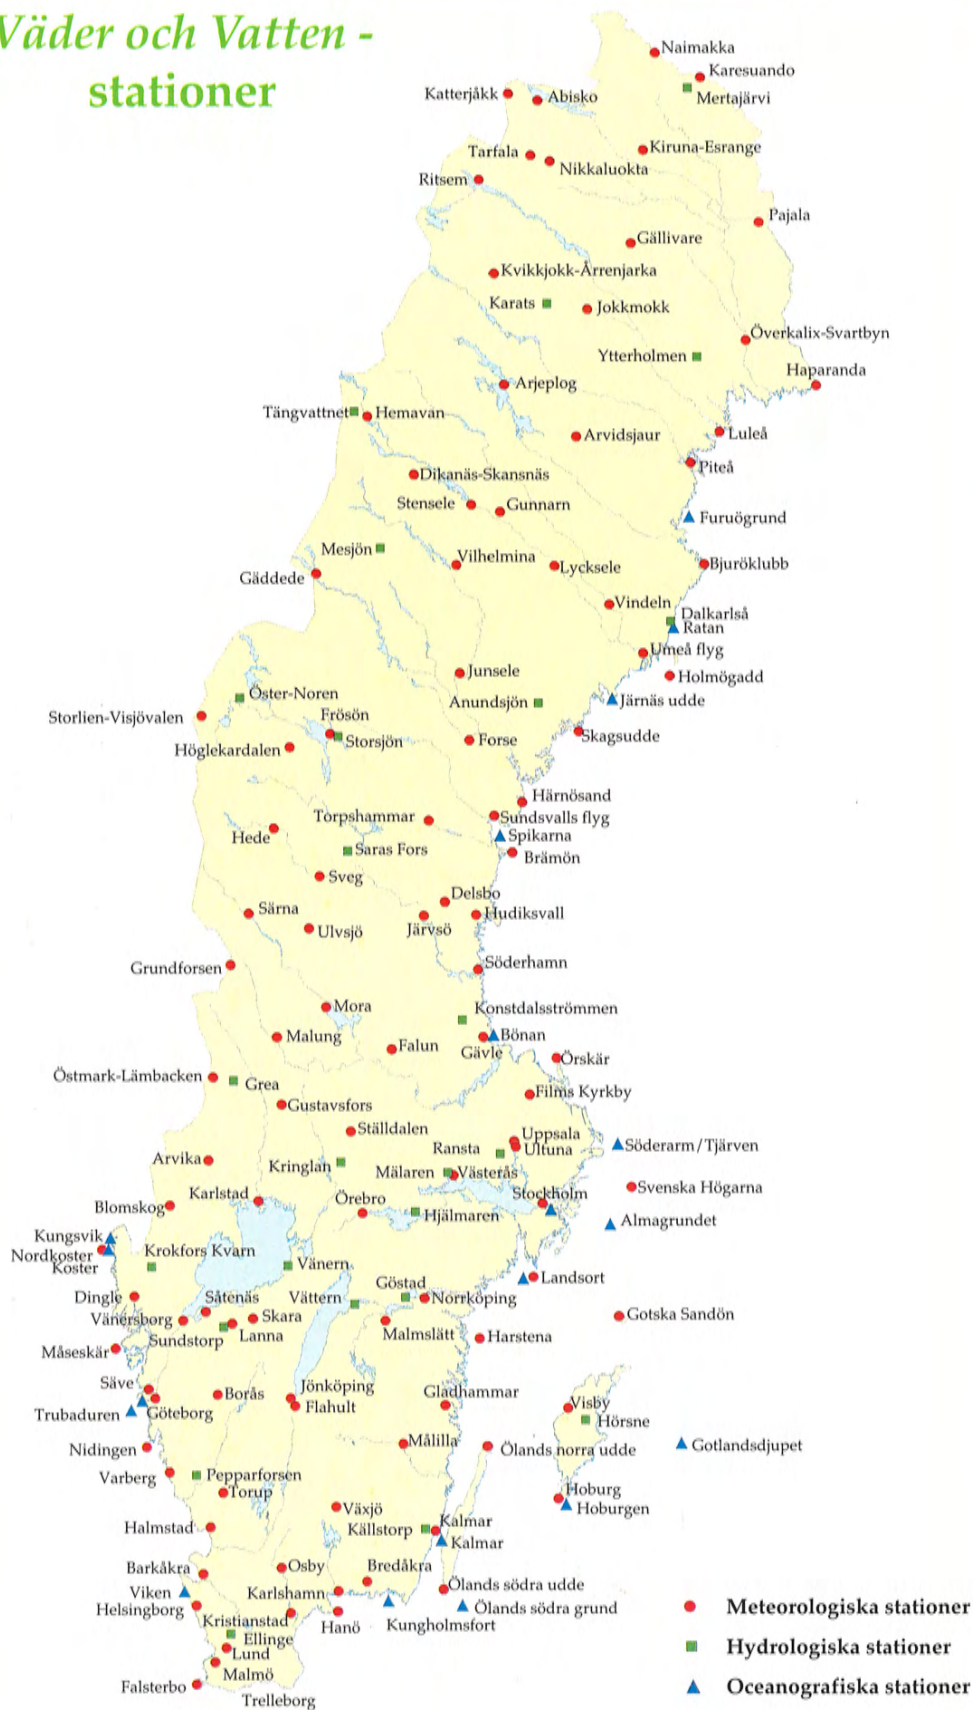 Väder och Vatten -
stationer
Naimakka
Karesuando
Katterjåkk
Abisko
Mertajärvi
Tarfala
Kiruna-Esrange
Nikkaluokta
Ritsem
Pajala
Gällivare
Kvikkjokk-Årrenjarka
Karats
Jokkmokk
Överkalix-Svartbyn
Ytterholmen
Haparanda
Arjeplog
Tängvattnet
Hemavan
Arvidsjaur
Luleå
Piteå
Dikanäs-Skansnäs
Stensele
Gunnarn
Furuögrund
Mesjön
Vilhelmina
Lycksele
Bjuröklubb
Gäddede
Vindeln
Dalkarlså
Ratan
Umeå flyg
Junsele
Holmögadd
Öster-Noren
Anundsjön
Järnäs udde
Storlien-Visjövalen
Frösön
Storsjön
Forse
Skagsudde
Höglekardalen
Härnösand
Torpshammar
Sundsvalls flyg
Hede
Spikarna
Saras Fors
Brämön
Sveg
Delsbo
Särna
Hudiksvall
Ulvsjö
Järvsö
Grundforsen
Söderhamn
Mora
Konstdalsströmmen
Malung
Bönan
Falun
Gävle
Örskär
Östmark-Lämbacken
Grea
Films Kyrkby
Gustavsfors
Ställdalen
Uppsala
Ransta
Ultuna
Söderarm/Tjärven
Arvika
Kringlan
Mälaren
Västerås
Svenska Högarna
Karlstad
Örebro
Stockholm
Blomskog
Hjälmaren
Almagrundet
Kungsvik
Nordkoster
Koster
Krokfors Kvarn
Vänern
Landsort
Göstad
Dingle
Såtenäs
Vättern
Norrköping
Vänersborg
Skara
Gotska Sandön
Sundstorp
Lanna
Malmslätt
Harstena
Måseskär
Säve
Borås
Jönköping
Gladhammar
Trubaduren
Göteborg
Flahult
Visby
Hörsne
Nidingen
Målilla
Ölands norra udde
Gotlandsdjupet
Varberg
Pepparforsen
Torup
Hoburg
Hoburgen
Växjö
Halmstad
Källstorp
Kalmar
Kalmar
Barkåkra
Osby
Bredåkra
Viken
Karlshamn
Ölands södra udde
Helsingborg
Kristianstad
Hanö
Kungholmsfort
Ölands södra grund
Ellinge
Lund
Malmö
Falsterbo
Trelleborg
Meteorologiska stationer
Hydrologiska stationer
Oceanografiska stationer